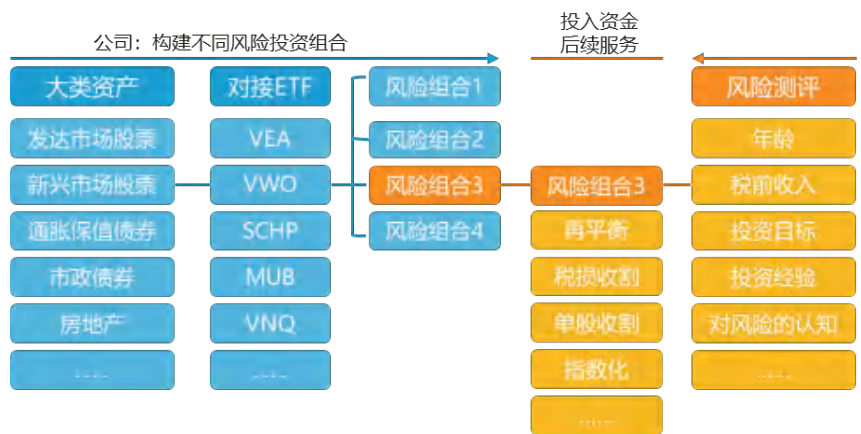 公司：构建不同风险投资组合
投入资金
后续服务
大类资产
对接ETF
风险组合1
风险测评
发达市场股票
VEA
风险组合2
年龄
新兴市场股票
VWO
风险组合3
风险组合3
税前收入
通胀保值债券
SCHP
风险组合4
再平衡
投资目标
市政债券
MUB
税损收割
投资经验
房地产
VNQ
单股收割
对风险的认知
....
....
指数化
.....
.....